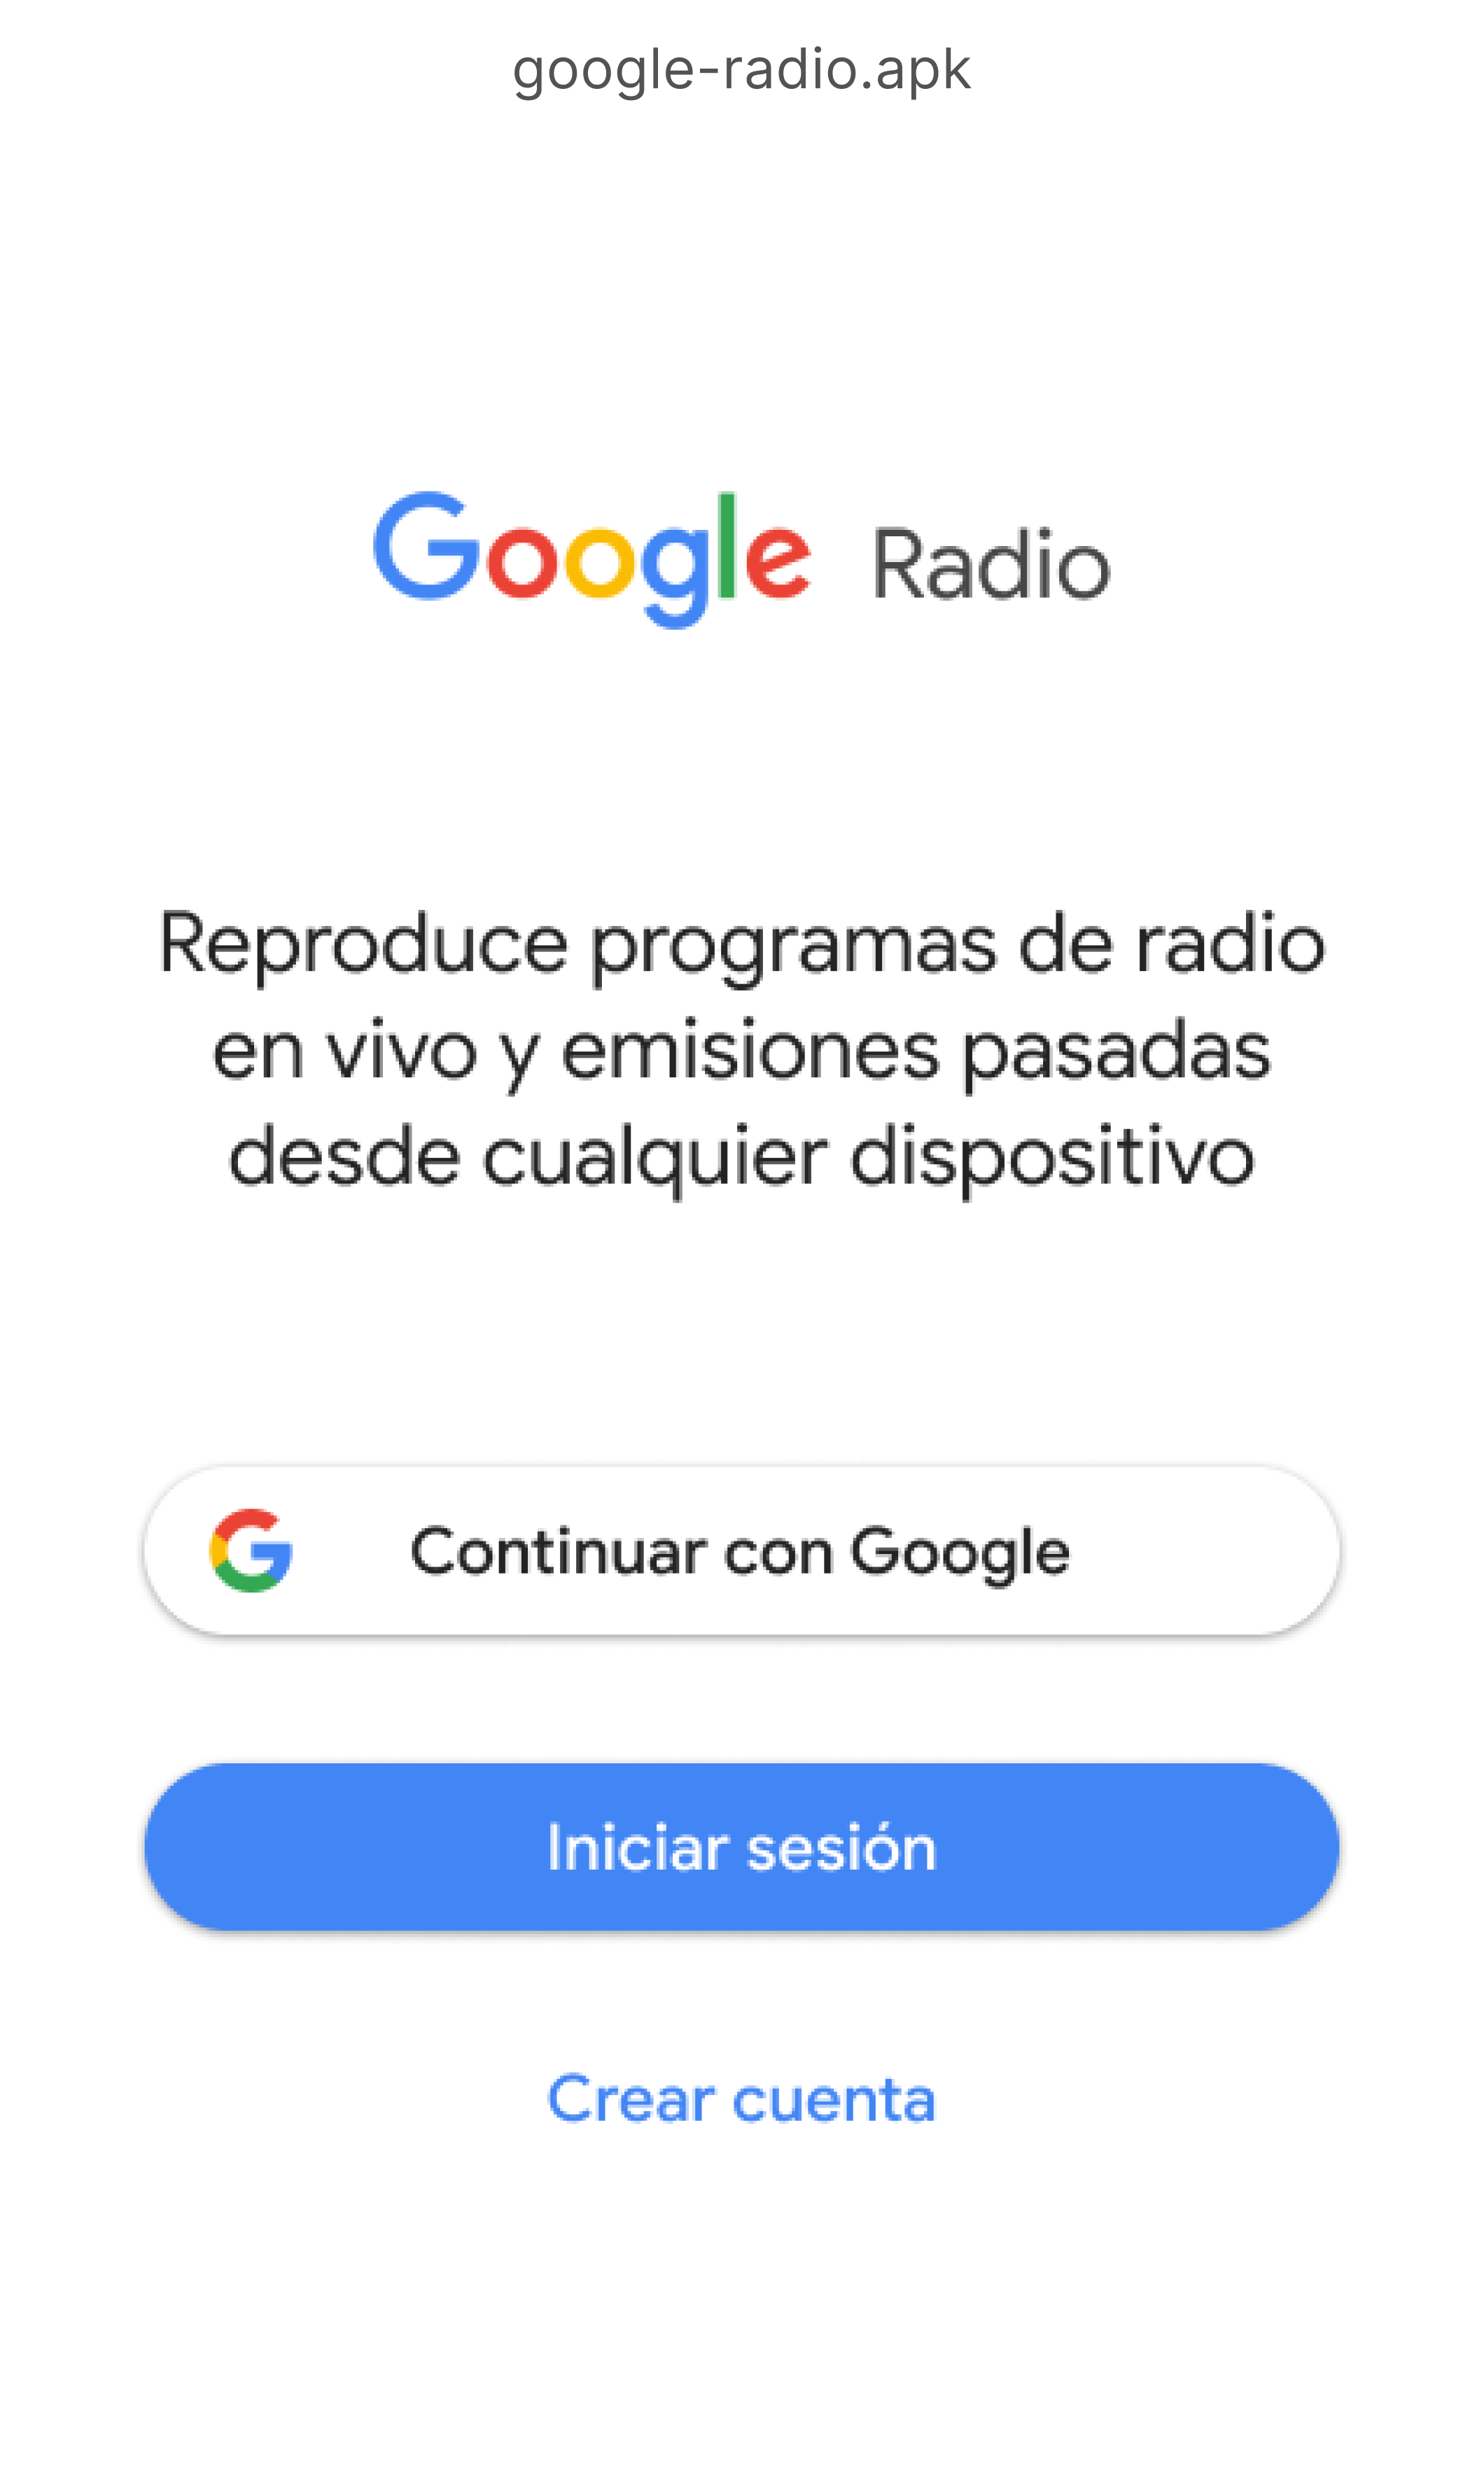 google-radio.apk
Google Radio
Reproduce programas de radio
en vivo y emisiones pasadas
desde cualquier dispositivo
Continuar con Google
Iniciar sesión
Crear cuenta